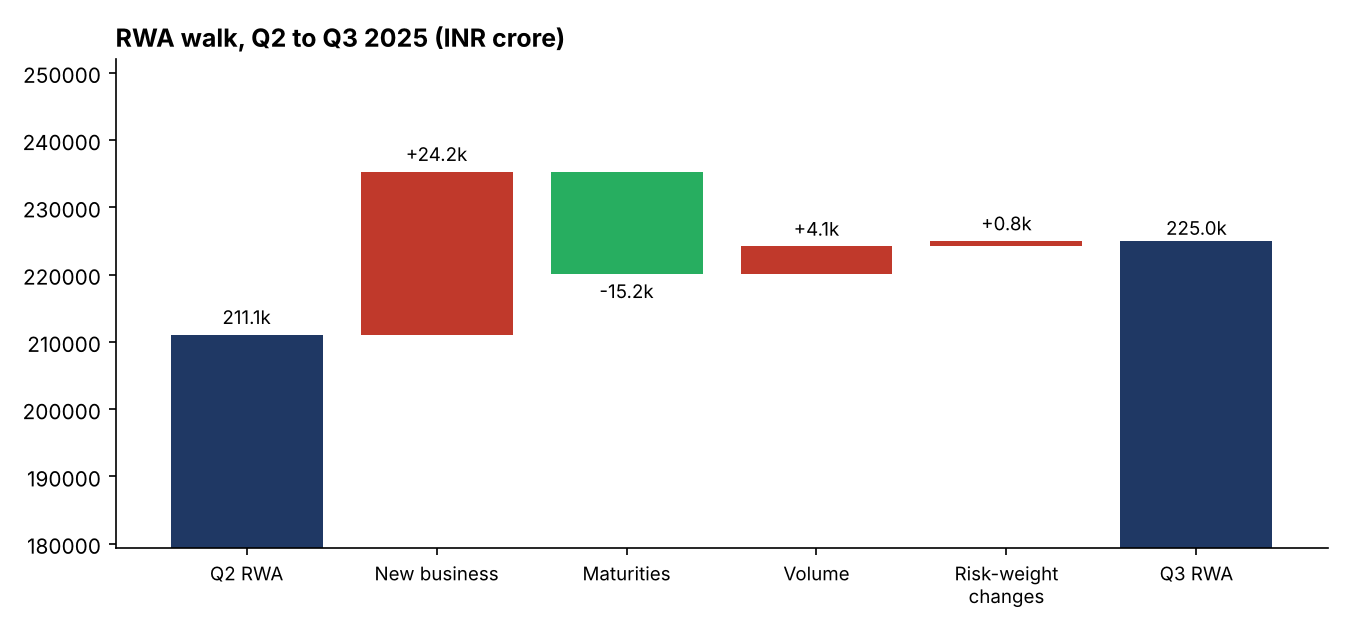 RWA walk, Q2 to Q3 2025 (INR crore)
250000
240000
230000
220000
210000
200000
190000
180000
211.1k
+24.2k
-15.2k
+4.1k
+0.8k
225.0k
Q2 RWA
New business
Maturities
Volume
Risk-weight
changes
Q3 RWA